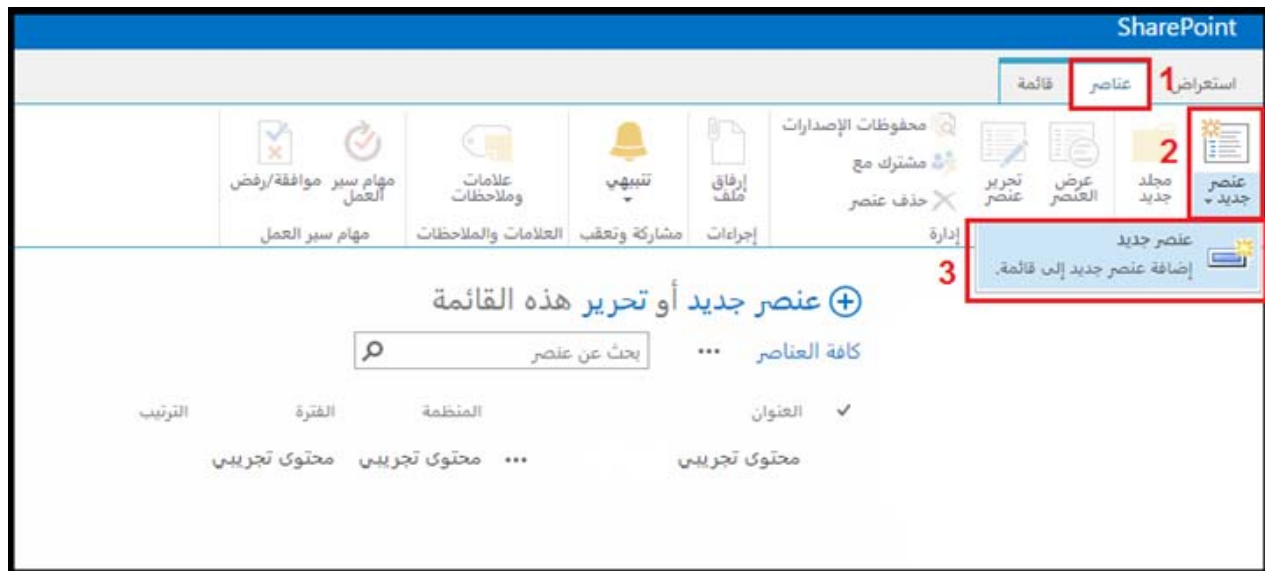 SharePoint
استعراض
عناصر
قائمة
1
2
عنصر
جديد
مجلد
جديد
عرض
العنصر
تحرير
عنصر
محفوظات الإصدارات
مشترك مع
حذف عنصر
إرفاق
ملف
تنبيهي
علامات
وملاحظات
مهام سير
العمل
موافقة/رفض
إدارة
إجراءات
مشاركة وتعقب
العلامات والملاحظات
مهام سير العمل
عنصر جديد
إضافة عنصر جديد إلى قائمة.
3
عنصر جديد أو تحرير هذه القائمة
كافة العناصر ...
بحث عن عنصر
العنوان المنظمة الفترة الترتيب
محتوى تجريبي ... محتوى تجريبي محتوى تجريبي